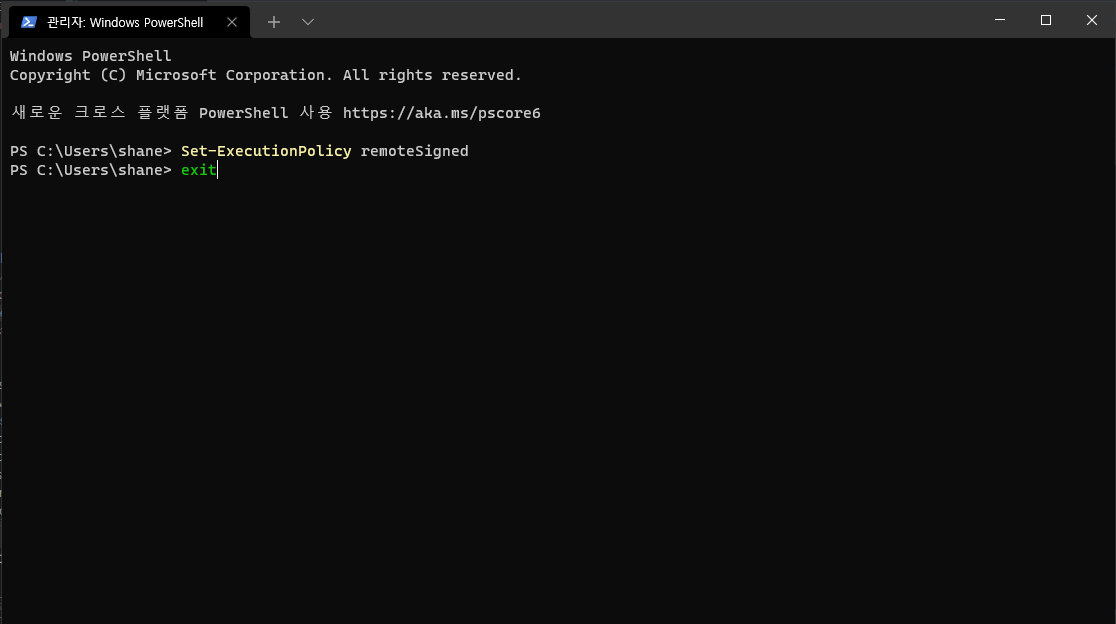 관리자: Windows PowerShell
Windows PowerShell
Copyright (C) Microsoft Corporation. All rights reserved.
새로운 크로스 플랫폼 PowerShell 사용 https://aka.ms/pscore6
PS C:\Users\shane> Set-ExecutionPolicy remoteSigned
PS C:\Users\shane> exit